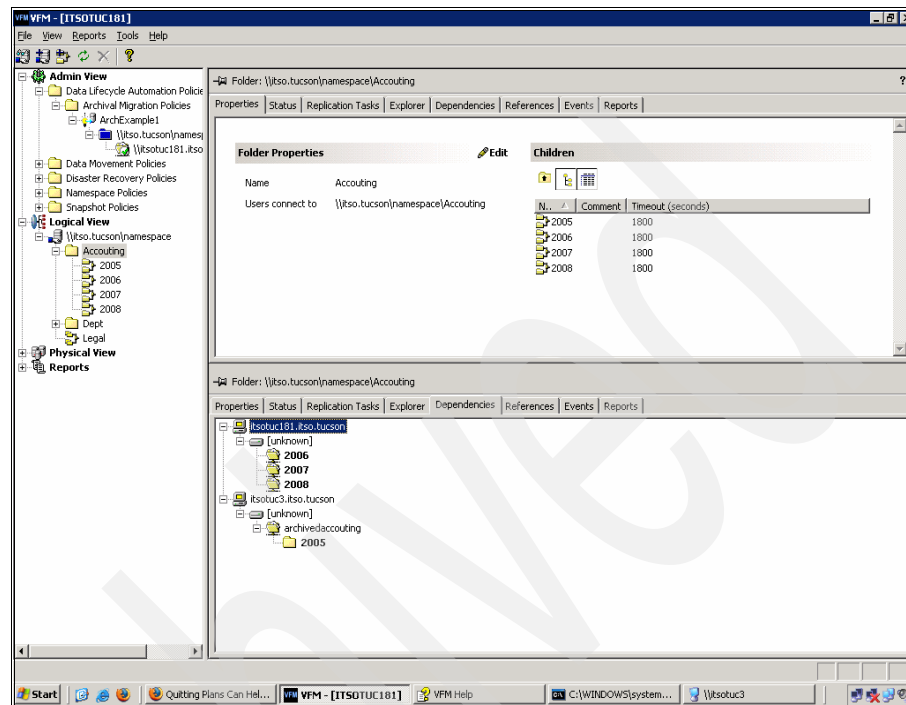 VFM VFM - [ITSOTUC181]
File View Reports Tools Help
Admin View
Data Lifecycle Automation Policie
Archival Migration Policies
ArchExample1
\\itso.tucson\names
\\itsotuc181.itso
Data Movement Policies
Disaster Recovery Policies
Namespace Policies
Snapshot Policies
Logical View
\\itso.tucson\namespace
Accouting
2005
2006
2007
2008
Dept
Legal
Physical View
Reports
Folder: \\itso.tucson\namespace\Accouting ?
Properties Status Replication Tasks Explorer Dependencies References Events Reports
Folder Properties Edit
Name Accouting
Users connect to \\itso.tucson\namespace\Accouting
Children
N.. Comment Timeout (seconds)
2005 1800
2006 1800
2007 1800
2008 1800
Folder: \\itso.tucson\namespace\Accouting
Properties Status Replication Tasks Explorer Dependencies References Events Reports
itsotuc181.itso.tucson
[unknown]
2006
2007
2008
itsotuc3.itso.tucson
[unknown]
archivedaccouting
2005
Start Quitting Plans Can Hel... VFM VFM - [ITSOTUC181] VFM Help C:\WINDOWS\system... \\itsotuc3